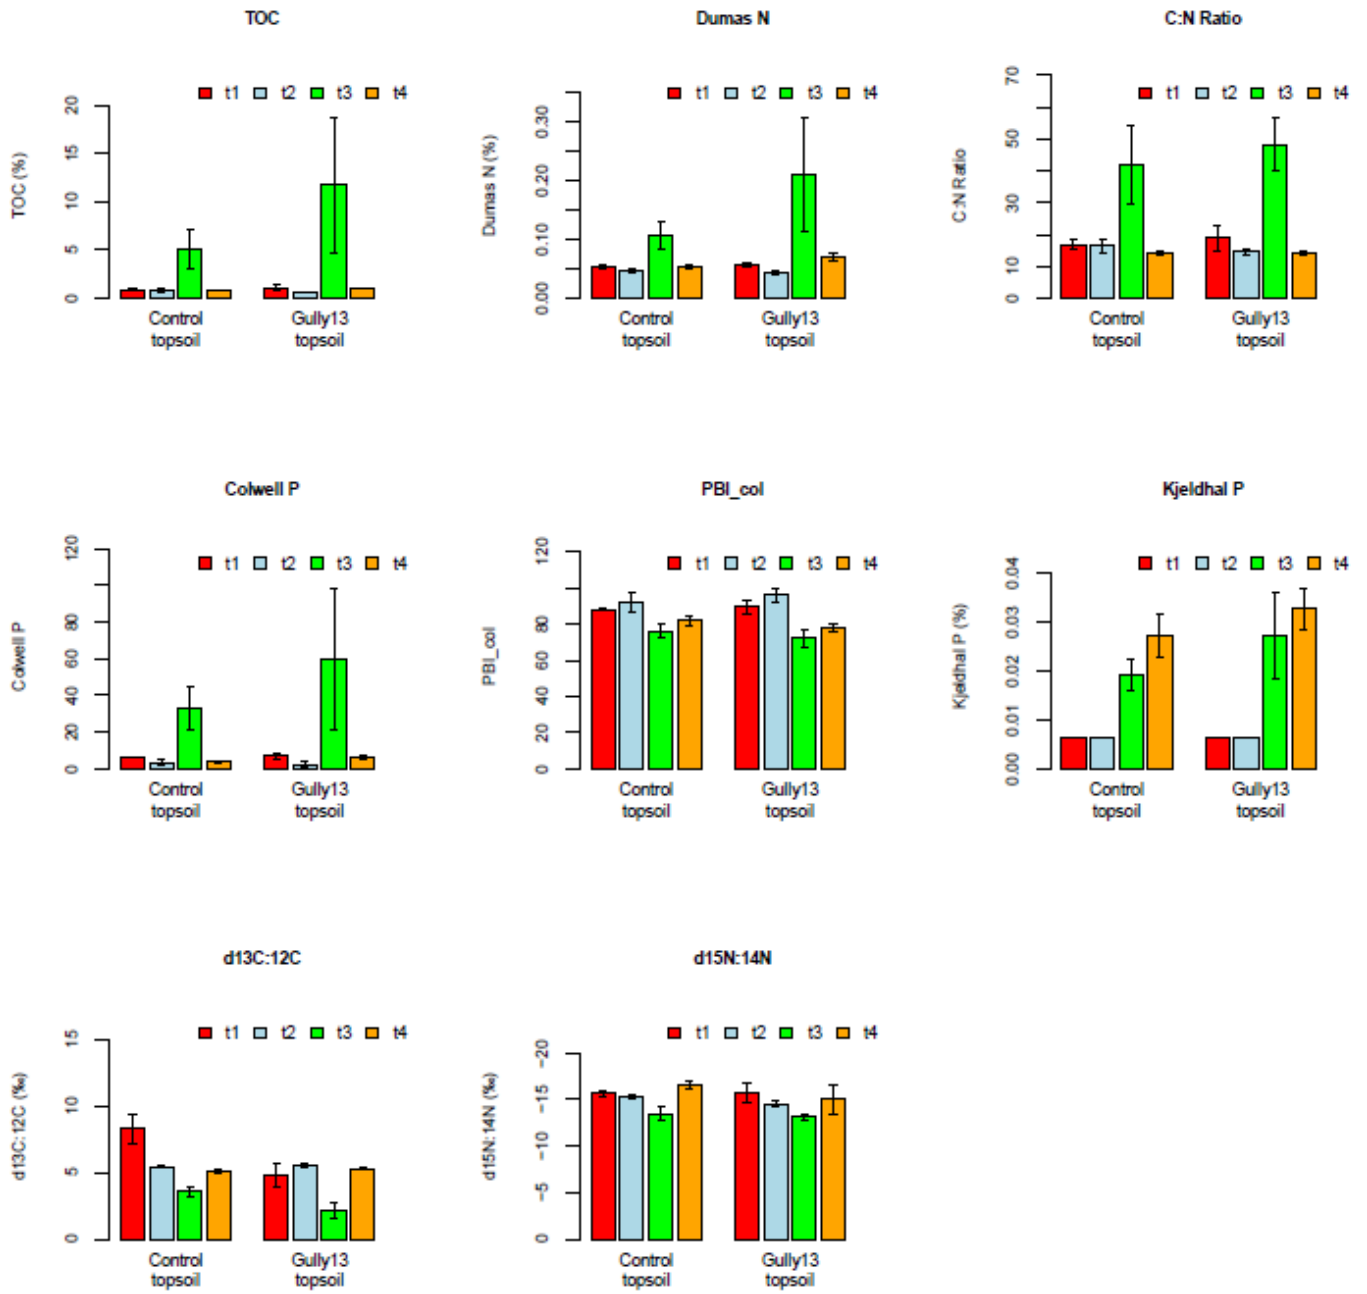 TOC
t1 t2 t3 t4
TOC (%)
20
15
10
5
0
Control
topsoil
Gully13
topsoil
Dumas N
t1 t2 t3 t4
Dumas N (%)
0.30
0.20
0.10
0.00
Control
topsoil
Gully13
topsoil
C:N Ratio
t1 t2 t3 t4
C:N Ratio
70
50
30
10
0
Control
topsoil
Gully13
topsoil
Colwell P
t1 t2 t3 t4
Colwell P
120
80
60
40
20
0
Control
topsoil
Gully13
topsoil
PBI_col
t1 t2 t3 t4
PBI_col
120
80
60
40
20
0
Control
topsoil
Gully13
topsoil
Kjeldhal P
t1 t2 t3 t4
Kjeldhal P (%)
0.04
0.03
0.02
0.01
0.00
Control
topsoil
Gully13
topsoil
d13C:12C
t1 t2 t3 t4
d13C:12C (‰)
15
10
5
0
Control
topsoil
Gully13
topsoil
d15N:14N
t1 t2 t3 t4
d15N:14N (‰)
−20
−15
−10
−5
0
Control
topsoil
Gully13
topsoil